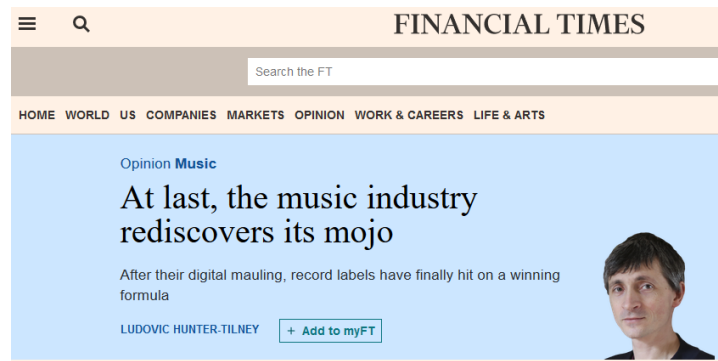 FINANCIAL TIMES
Search the FT
HOME WORLD US COMPANIES MARKETS OPINION WORK & CAREERS LIFE & ARTS
Opinion Music
At last, the music industry
rediscovers its mojo
After their digital mauling, record labels have finally hit on a winning
formula
LUDOVIC HUNTER-TILNEY + Add to myFT